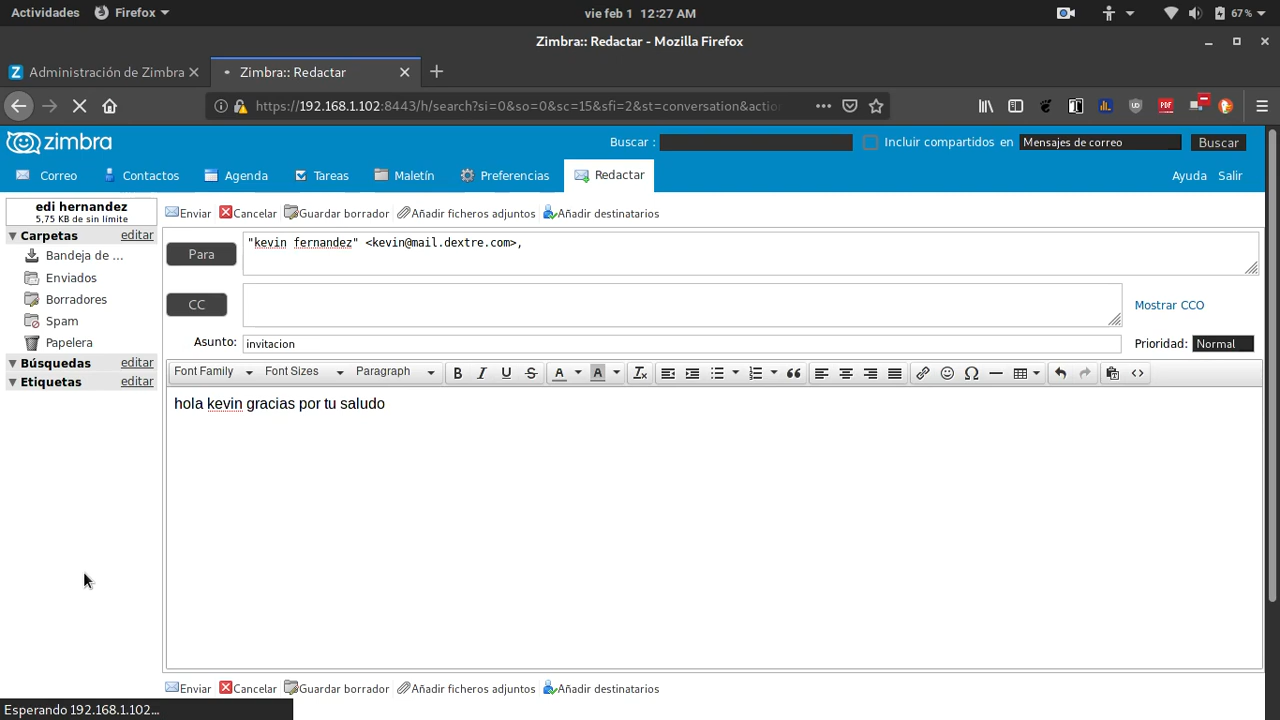 Actividades Firefox vie feb 1 12:27 AM 67%
Zimbra:: Redactar - Mozilla Firefox
Administración de Zimbra Zimbra:: Redactar
https://192.168.1.102:8443/h/search?si=0&so=0&sc=15&sfi=2&st=conversation&actio
zimbra Buscar : Incluir compartidos en Mensajes de correo Buscar
Correo Contactos Agenda Tareas Maletín Preferencias Redactar Ayuda Salir
edi hernandez
5,75 KB de sin límite
Enviar Cancelar Guardar borrador Añadir ficheros adjuntos Añadir destinatarios
Carpetas editar
Bandeja de ...
Enviados
Borradores
Spam
Papelera
Búsquedas editar
Etiquetas editar
Para "kevin fernandez" <kevin@mail.dextre.com>,
CC Mostrar CCO
Asunto: invitacion Prioridad: Normal
Font Family Font Sizes Paragraph
hola kevin gracias por tu saludo
Enviar Cancelar Guardar borrador Añadir ficheros adjuntos Añadir destinatarios
Esperando 192.168.1.102...